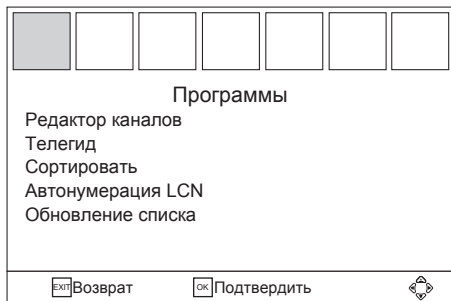 Программы
Редактор каналов
Телегид
Сортировать
Автонумерация LCN
Обновление списка
EXIT Возврат OK Подтвердить